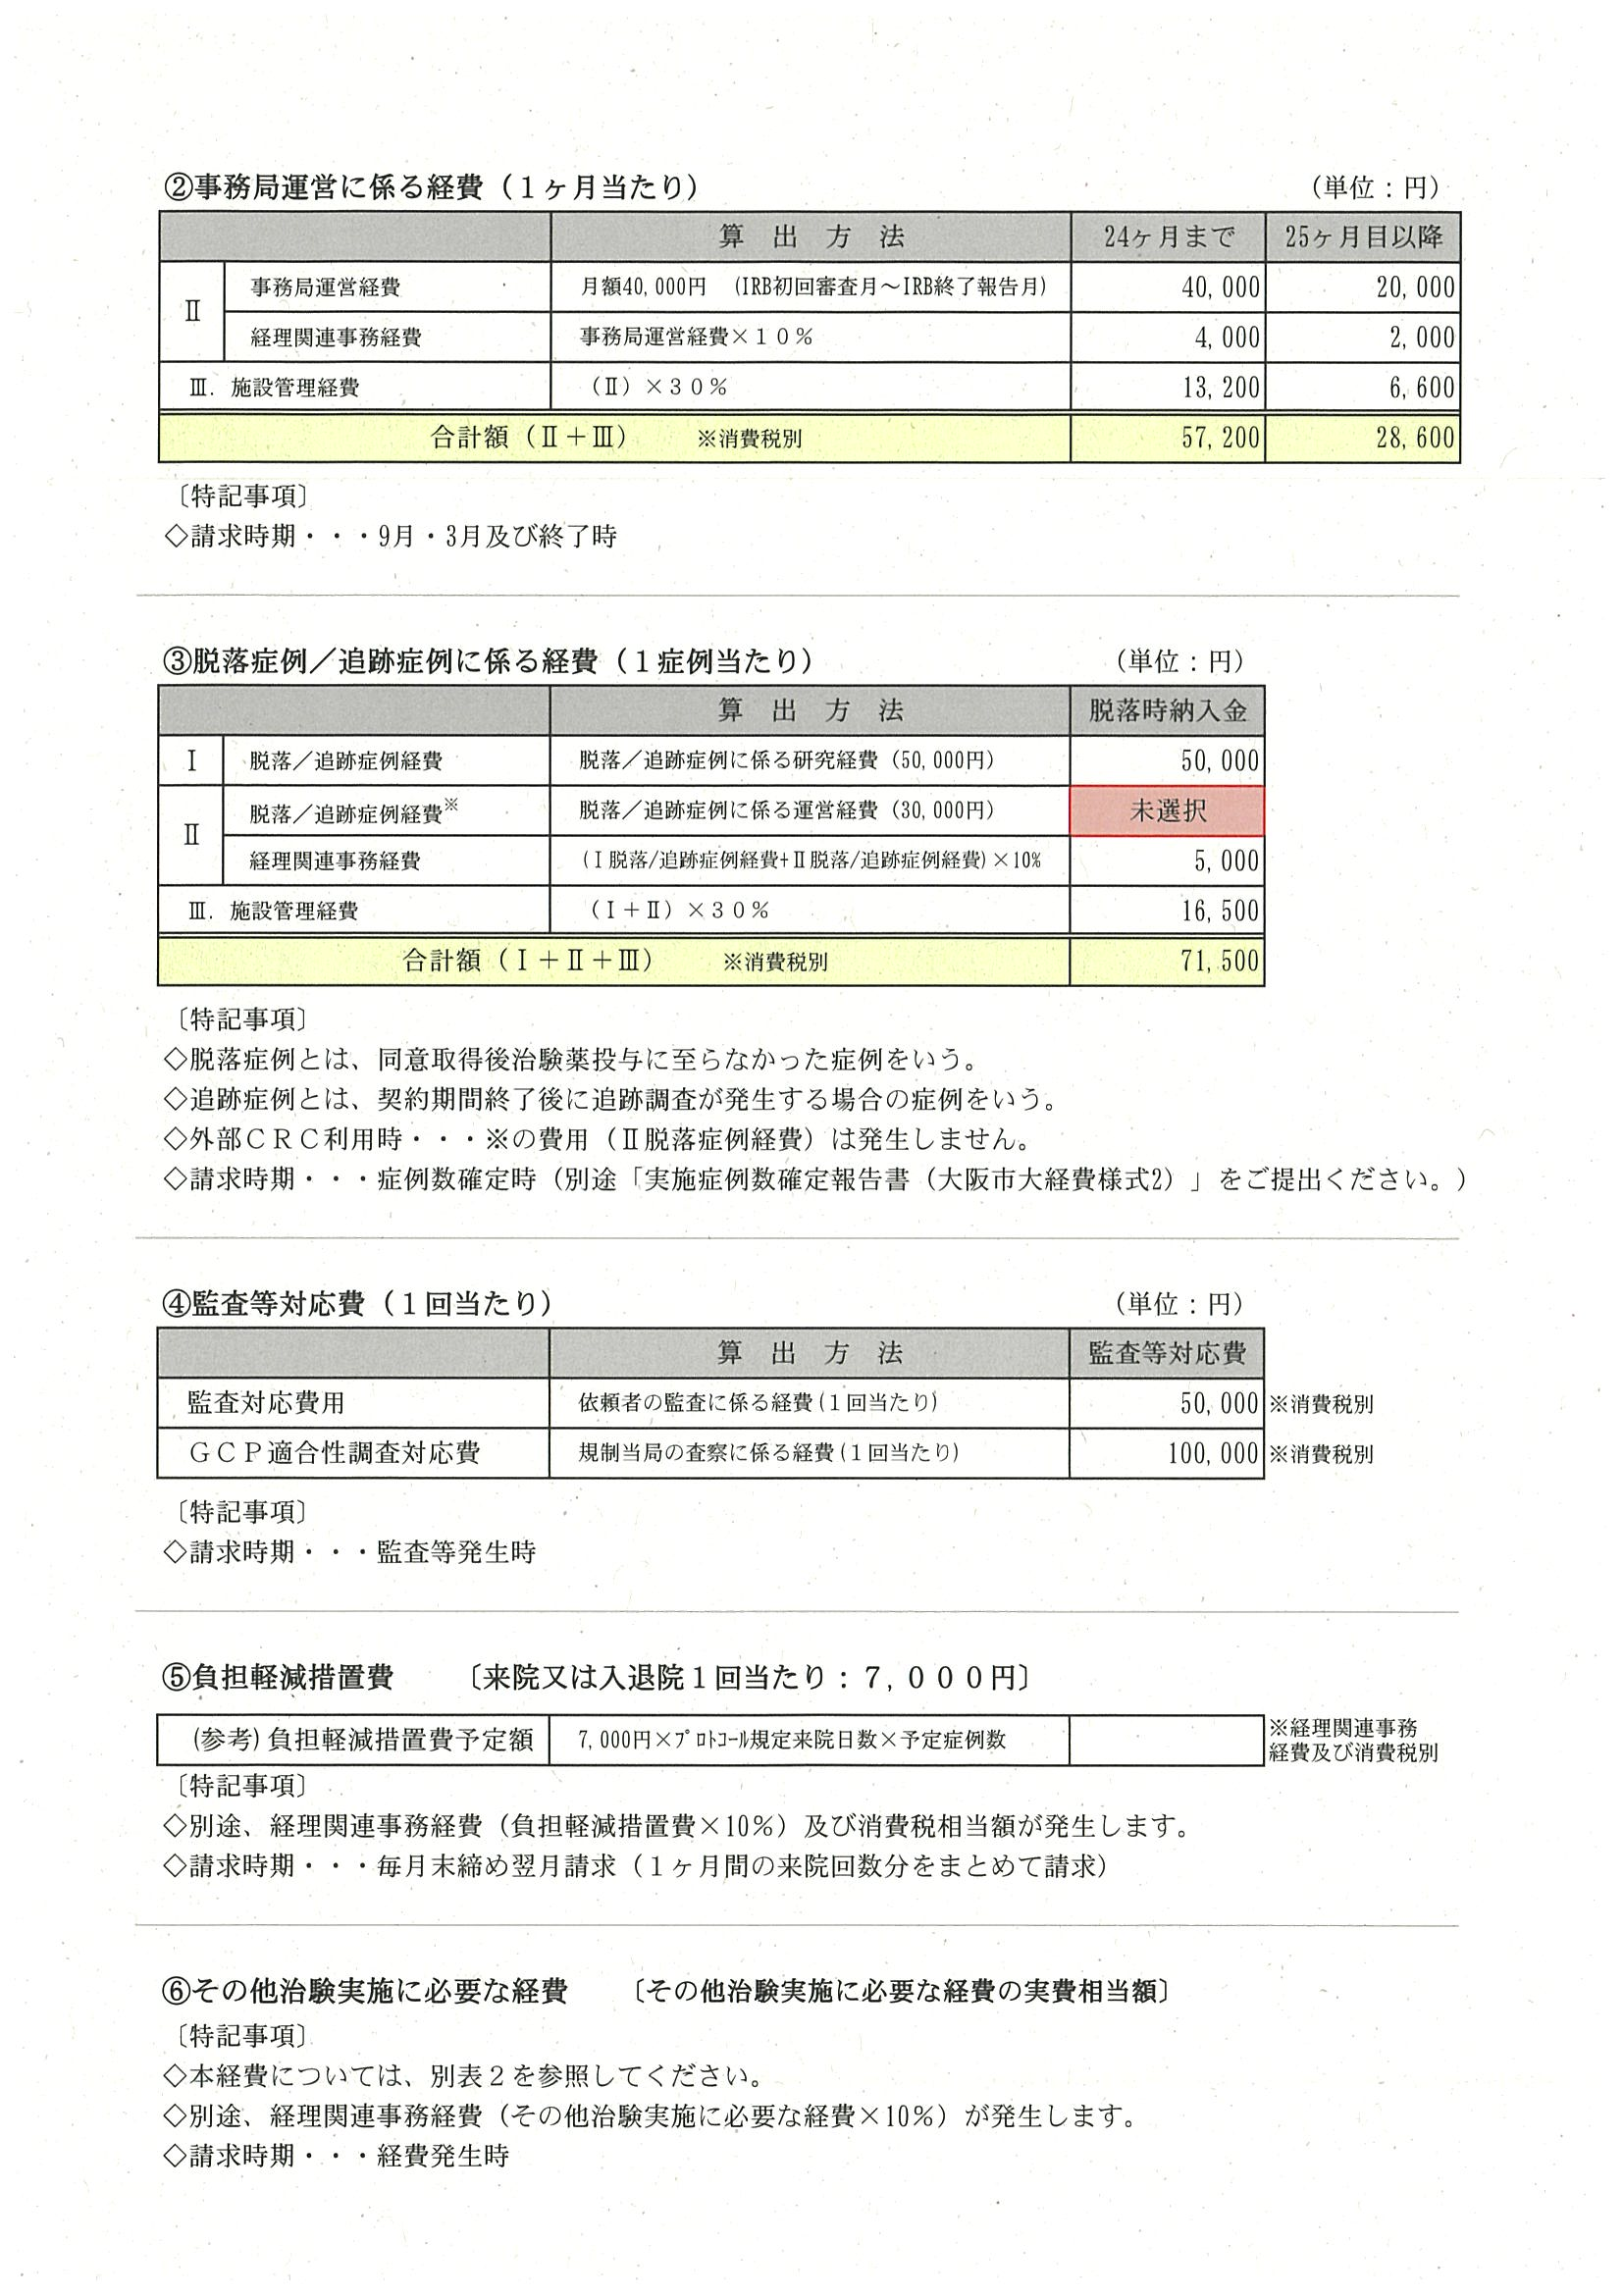 ②事務局運営に係る経費（１ヶ月当たり） （単位：円）
算　出　方　法 24ヶ月まで 25ヶ月目以降
Ⅱ 事務局運営経費 月額40,000円　（IRB初回審査月～IRB終了報告月） 40,000 20,000
経理関連事務経費 事務局運営経費×１０％ 4,000 2,000
Ⅲ．施設管理経費 （Ⅱ）×３０％ 13,200 6,600
合計額（Ⅱ＋Ⅲ）　※消費税別 57,200 28,600
〔特記事項〕
◇請求時期・・・9月・3月及び終了時
③脱落症例／追跡症例に係る経費（１症例当たり） （単位：円）
算　出　方　法 脱落時納入金
Ⅰ 脱落／追跡症例経費 脱落／追跡症例に係る研究経費（50,000円） 50,000
Ⅱ 脱落／追跡症例経費※ 脱落／追跡症例に係る運営経費（30,000円） 未選択
経理関連事務経費 (Ⅰ脱落/追跡症例経費+Ⅱ脱落/追跡症例経費)×10% 5,000
Ⅲ．施設管理経費 （Ⅰ＋Ⅱ）×３０％ 16,500
合計額（Ⅰ＋Ⅱ＋Ⅲ）　※消費税別 71,500
〔特記事項〕
◇脱落症例とは、同意取得後治験薬投与に至らなかった症例をいう。
◇追跡症例とは、契約期間終了後に追跡調査が発生する場合の症例をいう。
◇外部ＣＲＣ利用時・・・※の費用（Ⅱ脱落症例経費）は発生しません。
◇請求時期・・・症例数確定時（別途「実施症例数確定報告書（大阪市大経費様式2）」をご提出ください。）
④監査等対応費（１回当たり） （単位：円）
算　出　方　法 監査等対応費
監査対応費用 依頼者の監査に係る経費(１回当たり) 50,000 ※消費税別
ＧＣＰ適合性調査対応費 規制当局の査察に係る経費(１回当たり) 100,000 ※消費税別
〔特記事項〕
◇請求時期・・・監査等発生時
⑤負担軽減措置費　〔来院又は入退院１回当たり：７，０００円〕
(参考)負担軽減措置費予定額 7,000円×ﾌﾟﾛﾄｺｰﾙ規定来院日数×予定症例数 ※経理関連事務
経費及び消費税別
〔特記事項〕
◇別途、経理関連事務経費（負担軽減措置費×10％）及び消費税相当額が発生します。
◇請求時期・・・毎月末締め翌月請求（１ヶ月間の来院回数分をまとめて請求）
⑥その他治験実施に必要な経費　〔その他治験実施に必要な経費の実費相当額〕
〔特記事項〕
◇本経費については、別表２を参照してください。
◇別途、経理関連事務経費（その他治験実施に必要な経費×10％）が発生します。
◇請求時期・・・経費発生時